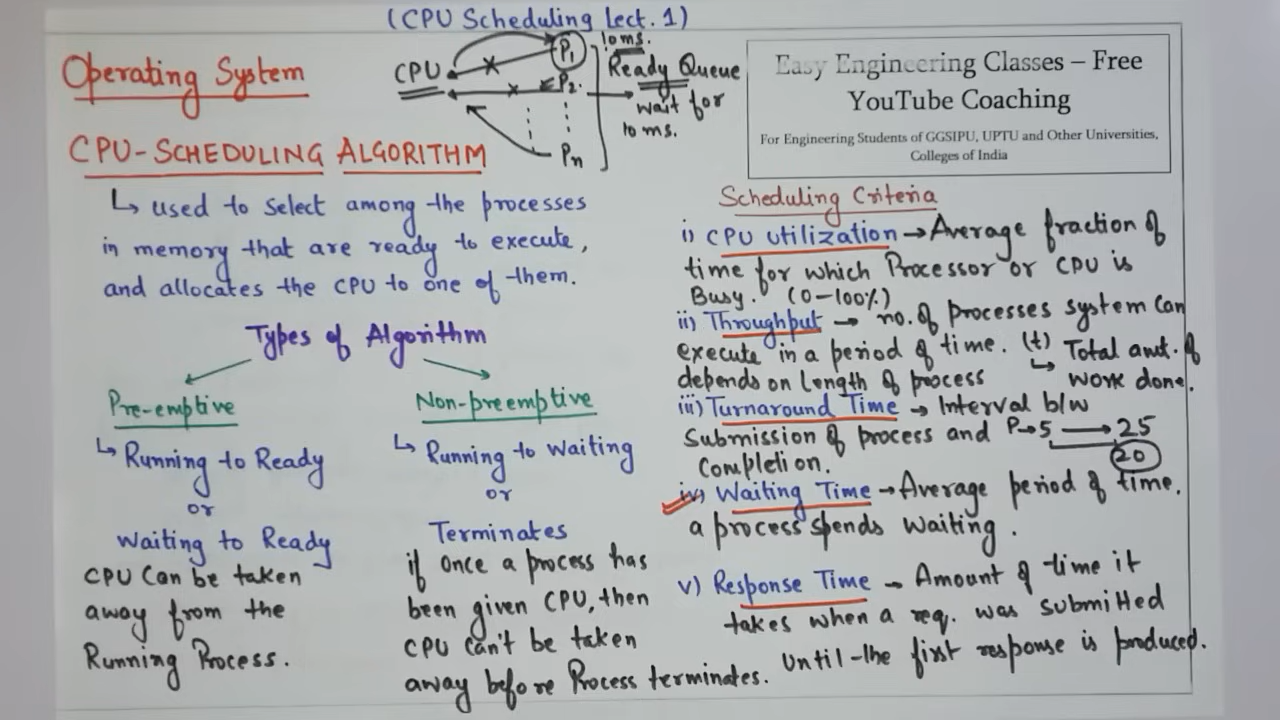 (CPU Scheduling Lect. 1)
Operating System
CPU-SCHEDULING ALGORITHM
CPU
P1
10ms.
P2.
Pn
Ready Queue
wait for
10 ms.
Easy Engineering Classes – Free
YouTube Coaching
For Engineering Students of GGSIPU, UPTU and Other Universities,
Colleges of India
↳ used to select among the processes
in memory that are ready to execute,
and allocates the CPU to one of them.
Types of Algorithm
Pre-emptive
↳ Running to Ready
or
Waiting to Ready
CPU Can be taken
away from the
Running Process.
Non-preemptive
↳ Running to Waiting
or
Terminates
if once a process has
been given CPU, then
CPU Can't be taken
away before Process terminates.
Scheduling Criteria
i) CPU Utilization → Average fraction of
time for which Processor or CPU is
Busy. (0-100%)
ii) Throughput → no. of processes system can
execute in a period of time. (t)
↳ Total amt. of
work done.
depends on length of process
iii) Turnaround Time → Interval b/w
Submission of process and
Completion.
P→5 → 25
20
iv) Waiting Time → Average period of time.
a process spends waiting.
v) Response Time → Amount of time it
takes when a req. was submitted
Until the first response is produced.